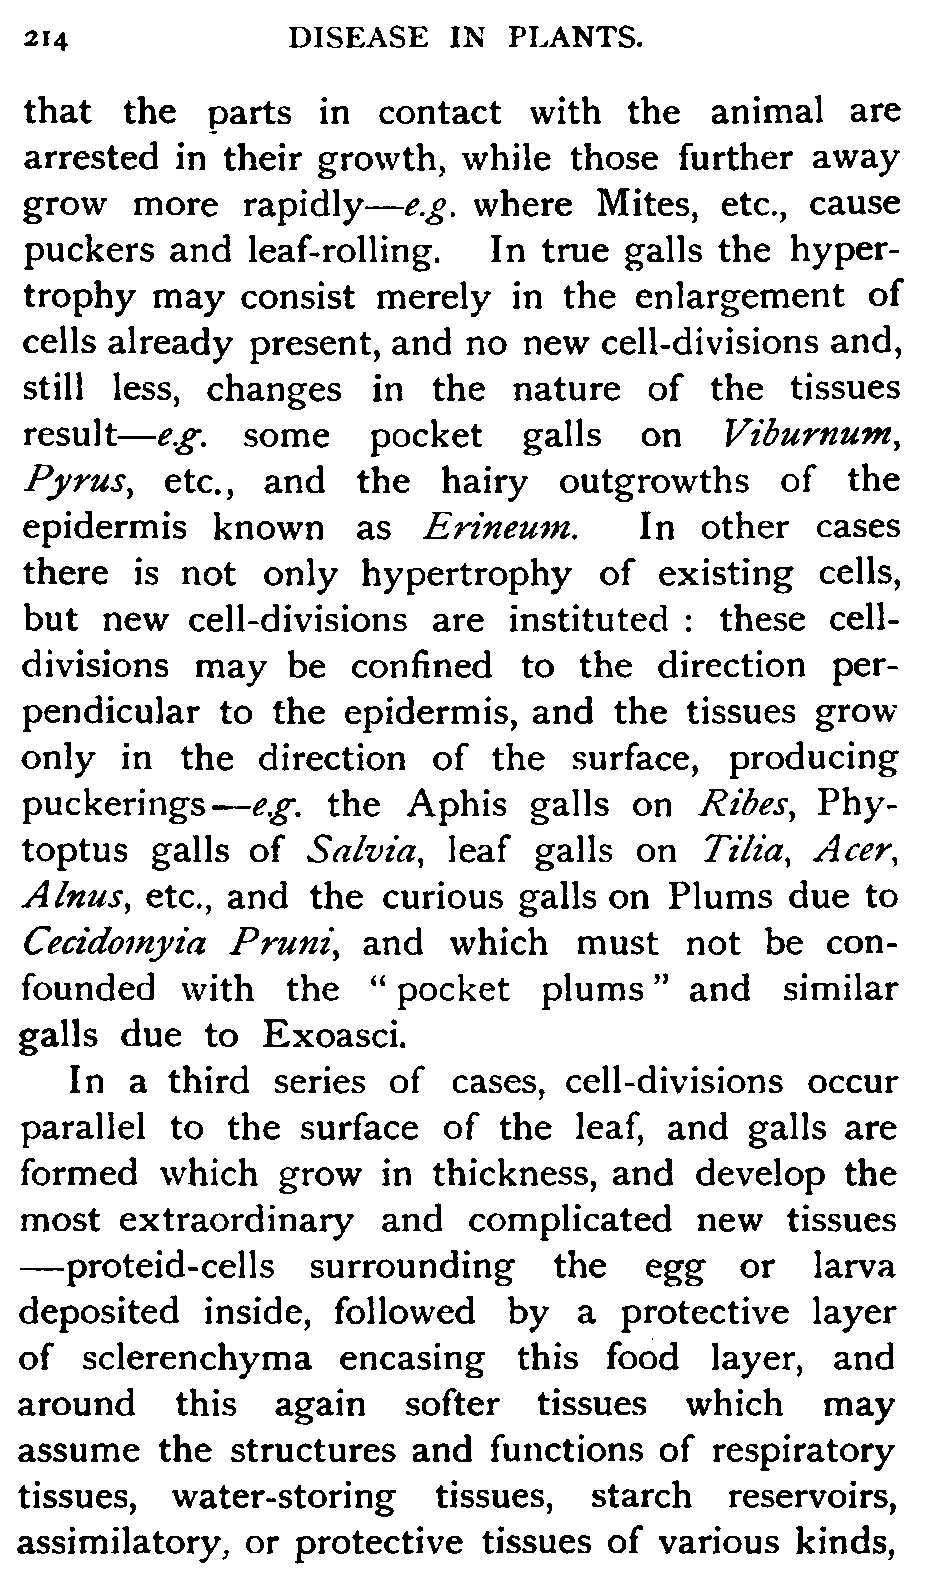 214 DISEASE IN PLANTS.
that the parts in contact with the animal are
arrested in their growth, while those further away
grow more rapidly—e.g. where Mites, etc., cause
puckers and leaf-rolling. In true galls the hyper-
trophy may consist merely in the enlargement of
cells already present, and no new cell-divisions and,
still less, changes in the nature of the tissues
result—e.g. some pocket galls on Viburnum,
Pyrus, etc., and the hairy outgrowths of the
epidermis known as Erineum. In other cases
there is not only hypertrophy of existing cells,
but new cell-divisions are instituted : these cell-
divisions may be confined to the direction per-
pendicular to the epidermis, and the tissues grow
only in the direction of the surface, producing
puckerings—e.g. the Aphis galls on Ribes, Phy-
toptus galls of Salvia, leaf galls on Tilia, Acer,
Alnus, etc., and the curious galls on Plums due to
Cecidomyia Pruni, and which must not be con-
founded with the “pocket plums” and similar
galls due to Exoasci.
In a third series of cases, cell-divisions occur
parallel to the surface of the leaf, and galls are
formed which grow in thickness, and develop the
most extraordinary and complicated new tissues
—proteid-cells surrounding the egg or larva
deposited inside, followed by a protective layer
of sclerenchyma encasing this food layer, and
around this again softer tissues which may
assume the structures and functions of respiratory
tissues, water-storing tissues, starch reservoirs,
assimilatory, or protective tissues of various kinds,